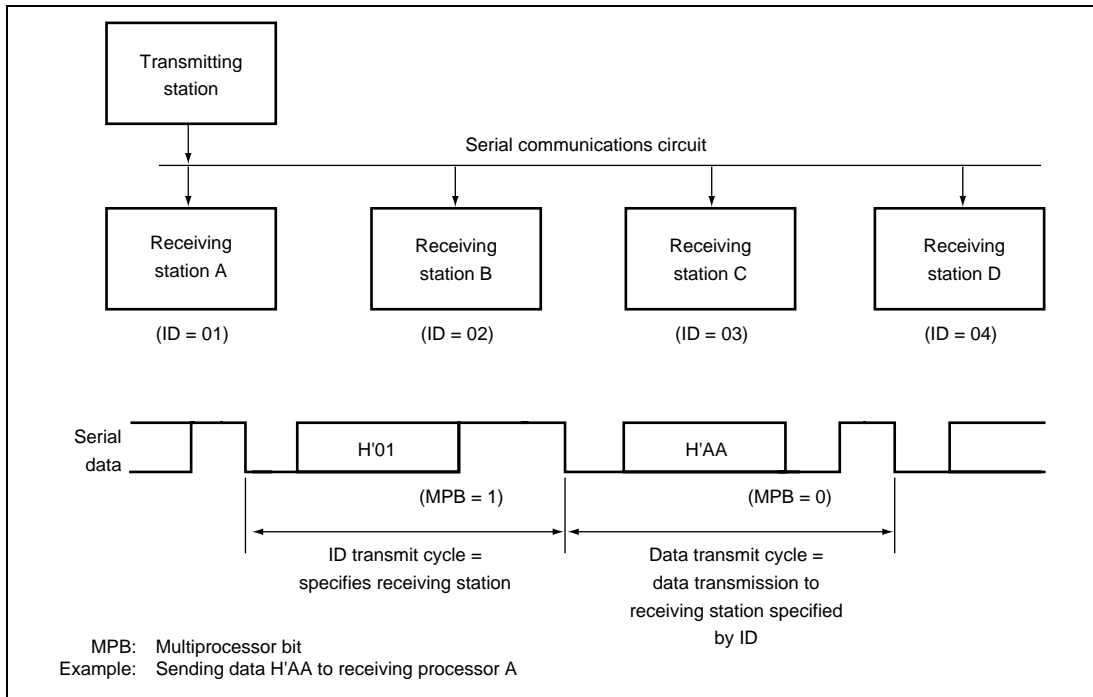 Transmitting
station
Serial communications circuit
Receiving
station A
Receiving
station B
Receiving
station C
Receiving
station D
(ID = 01)
(ID = 02)
(ID = 03)
(ID = 04)
Serial
data
H'01
H'AA
(MPB = 1)
(MPB = 0)
ID transmit cycle =
specifies receiving station
Data transmit cycle =
data transmission to
receiving station specified
by ID
MPB: Multiprocessor bit
Example: Sending data H'AA to receiving processor A